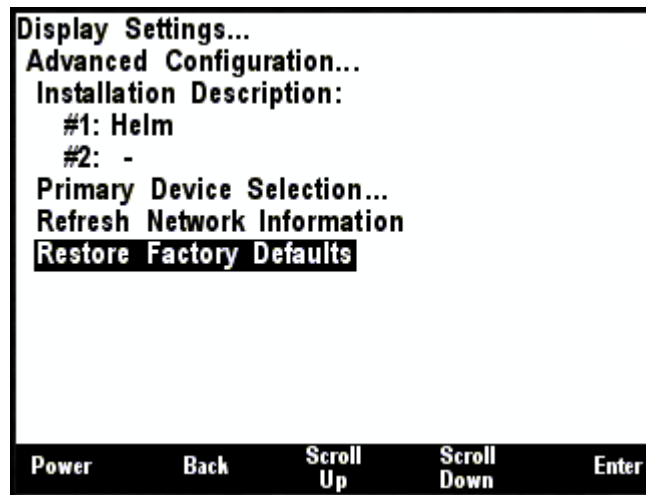 Display Settings...
Advanced Configuration...
Installation Description:
#1: Helm
#2: -
Primary Device Selection...
Refresh Network Information
Restore Factory Defaults
Power Back Scroll Up Scroll Down Enter